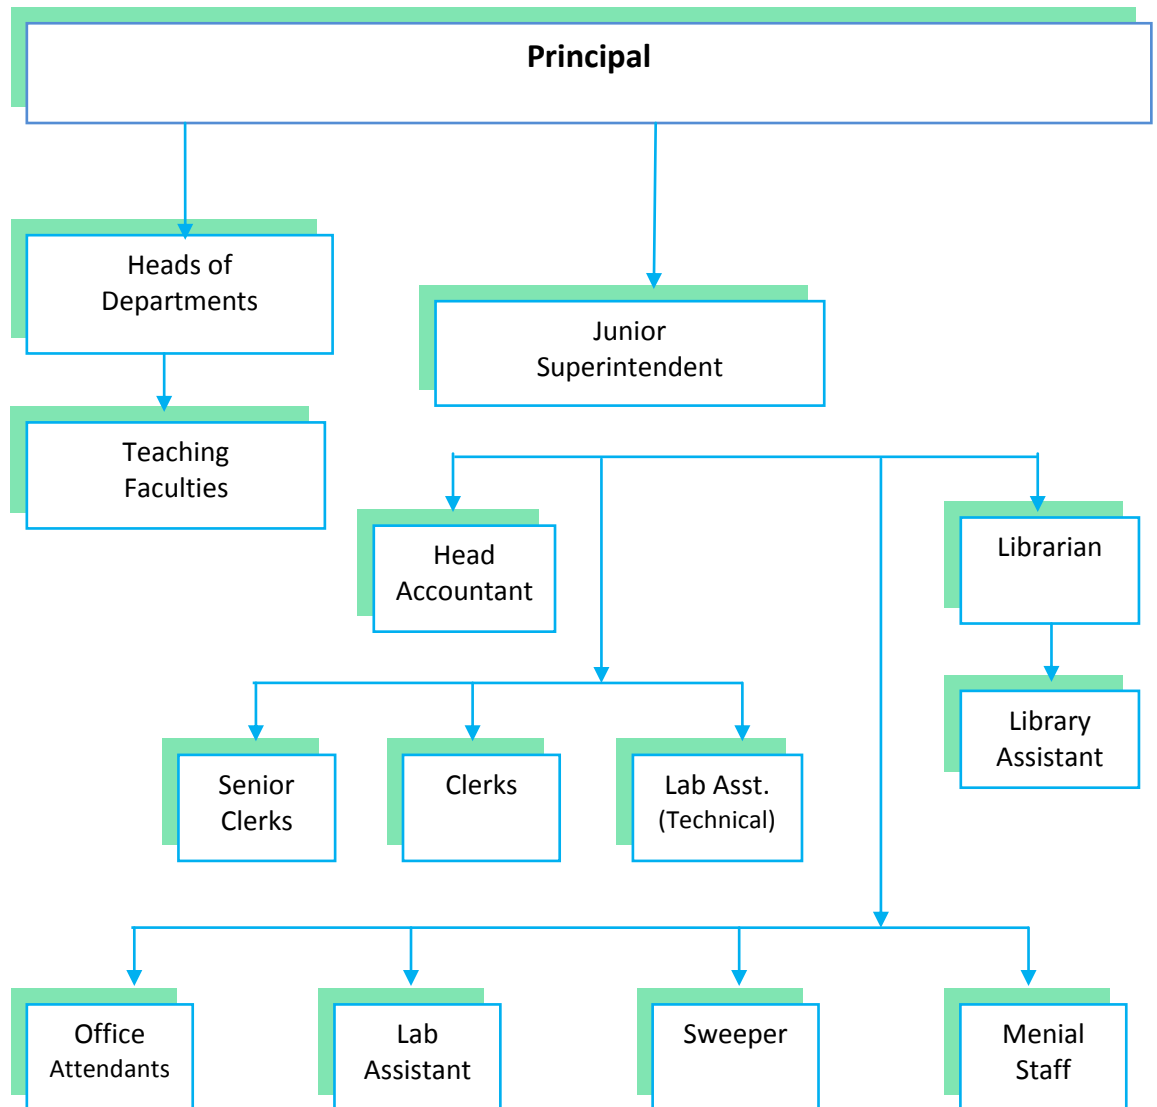 Principal
Heads of
Departments
Junior
Superintendent
Teaching
Faculties
Head
Accountant
Librarian
Library
Assistant
Senior
Clerks
Clerks
Lab Asst.
(Technical)
Office
Attendants
Lab
Assistant
Sweeper
Menial
Staff